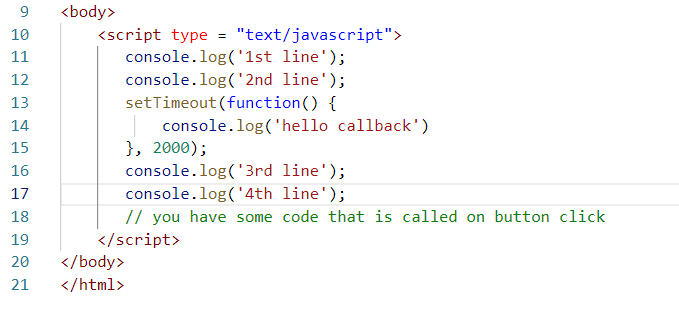 9 <body>
10 <script type = "text/javascript">
11 console.log('1st line');
12 console.log('2nd line');
13 setTimeout(function() {
14 console.log('hello callback')
15 }, 2000);
16 console.log('3rd line');
17 console.log('4th line');
18 // you have some code that is called on button click
19 </script>
20 </body>
21 </html>